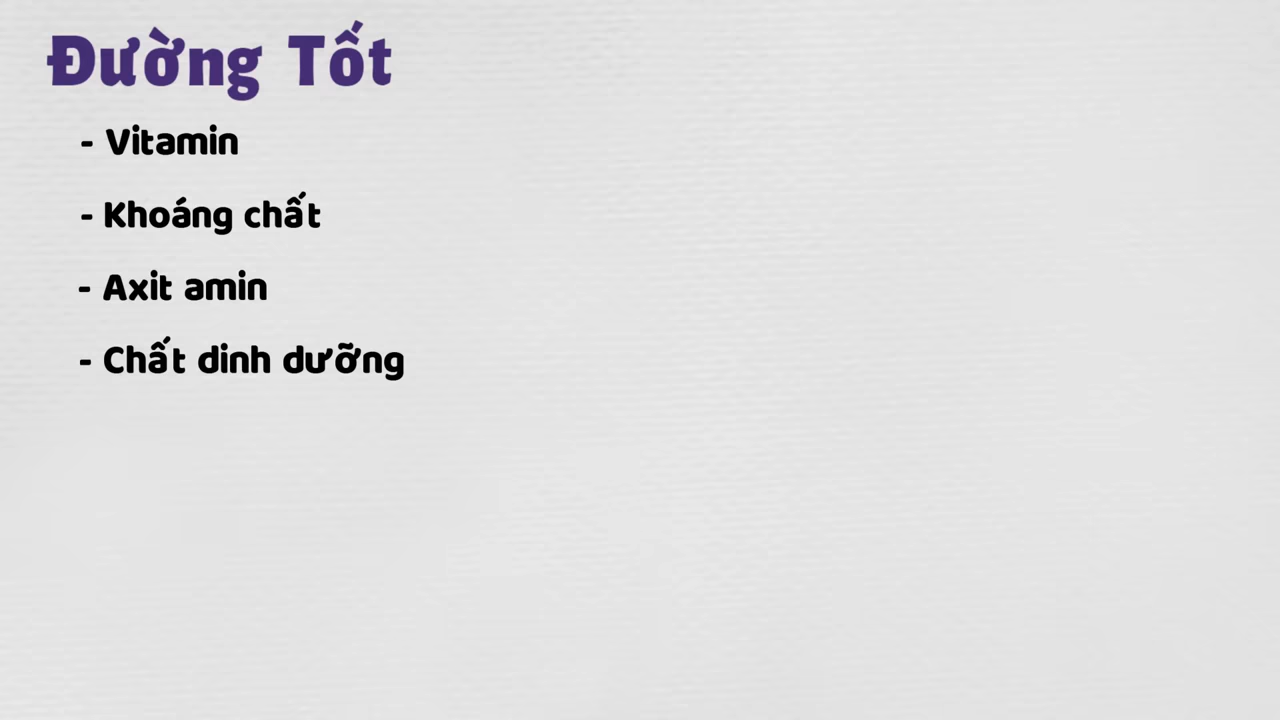 Đường Tốt
- Vitamin
- Khoáng chất
- Axit amin
- Chất dinh dưỡng